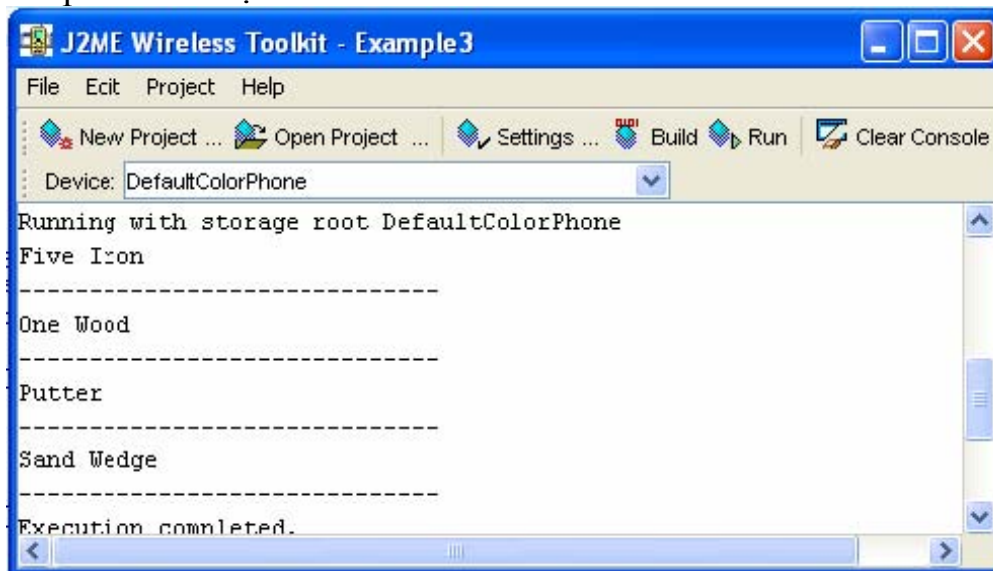 J2ME Wireless Toolkit - Example3
File Ecit Project Help
New Project ... Open Project ... Settings ... Build Run Clear Console
Device: DefaultColorPhone
Running with storage root DefaultColorPhone
Five Iron
------------------------------
One Wood
------------------------------
Putter
------------------------------
Sand Wedge
------------------------------
Execution completed.